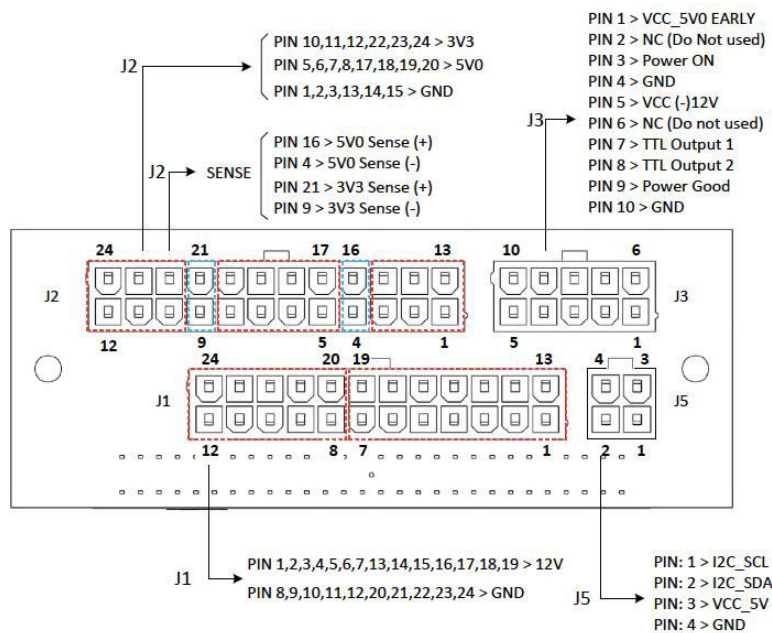 J2
PIN 10,11,12,22,23,24 > 3V3
PIN 5,6,7,8,17,18,19,20 > 5V0
PIN 1,2,3,13,14,15 > GND
J2
SENSE
PIN 16 > 5V0 Sense (+)
PIN 4 > 5V0 Sense (-)
PIN 21 > 3V3 Sense (+)
PIN 9 > 3V3 Sense (-)
J3
PIN 1 > VCC_5V0 EARLY
PIN 2 > NC (Do Not used)
PIN 3 > Power ON
PIN 4 > GND
PIN 5 > VCC (-)12V
PIN 6 > NC (Do not used)
PIN 7 > TTL Output 1
PIN 8 > TTL Output 2
PIN 9 > Power Good
PIN 10 > GND
24 21 17 16 13 10 6
J2 J3
12 9 5 4 1 5 1
24 20 19 13 4 3
J1 J5
12 8 7 1 2 1
J1
PIN 1,2,3,4,5,6,7,13,14,15,16,17,18,19 > 12V
PIN 8,9,10,11,12,20,21,22,23,24 > GND
J5
PIN: 1 > I2C_SCL
PIN: 2 > I2C_SDA
PIN: 3 > VCC_5V
PIN: 4 > GND